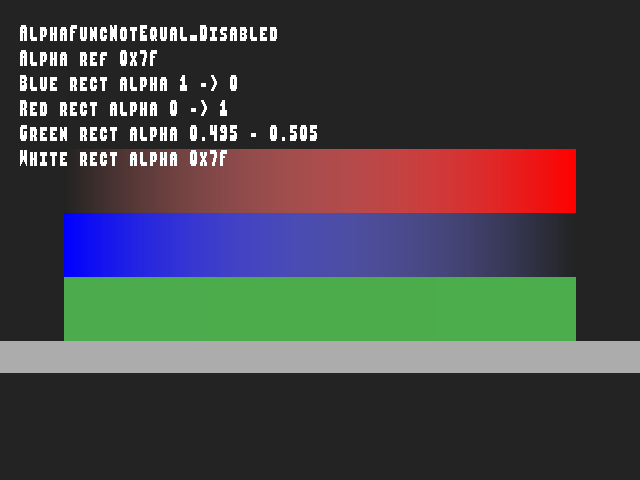 AlphaFuncNotEqual_Disabled
Alpha ref 0x7f
Blue rect alpha 1 -> 0
Red rect alpha 0 -> 1
Green rect alpha 0.495 - 0.505
White rect alpha 0x7f